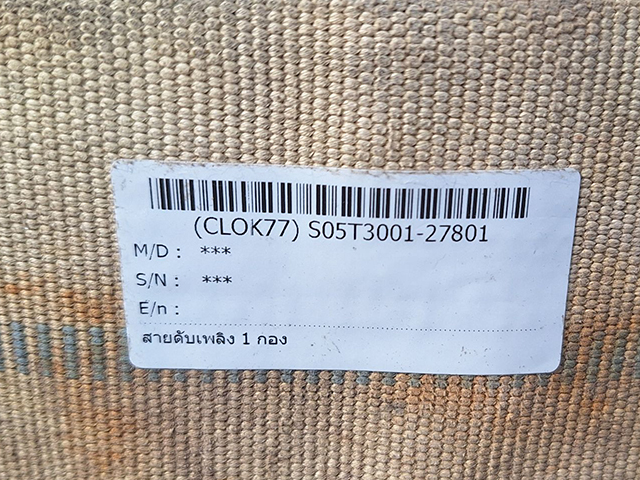 (CLOK77) S05T3001-27801
M/D : ***
S/N : ***
E/n :
สายดับเพลิง 1 กอง